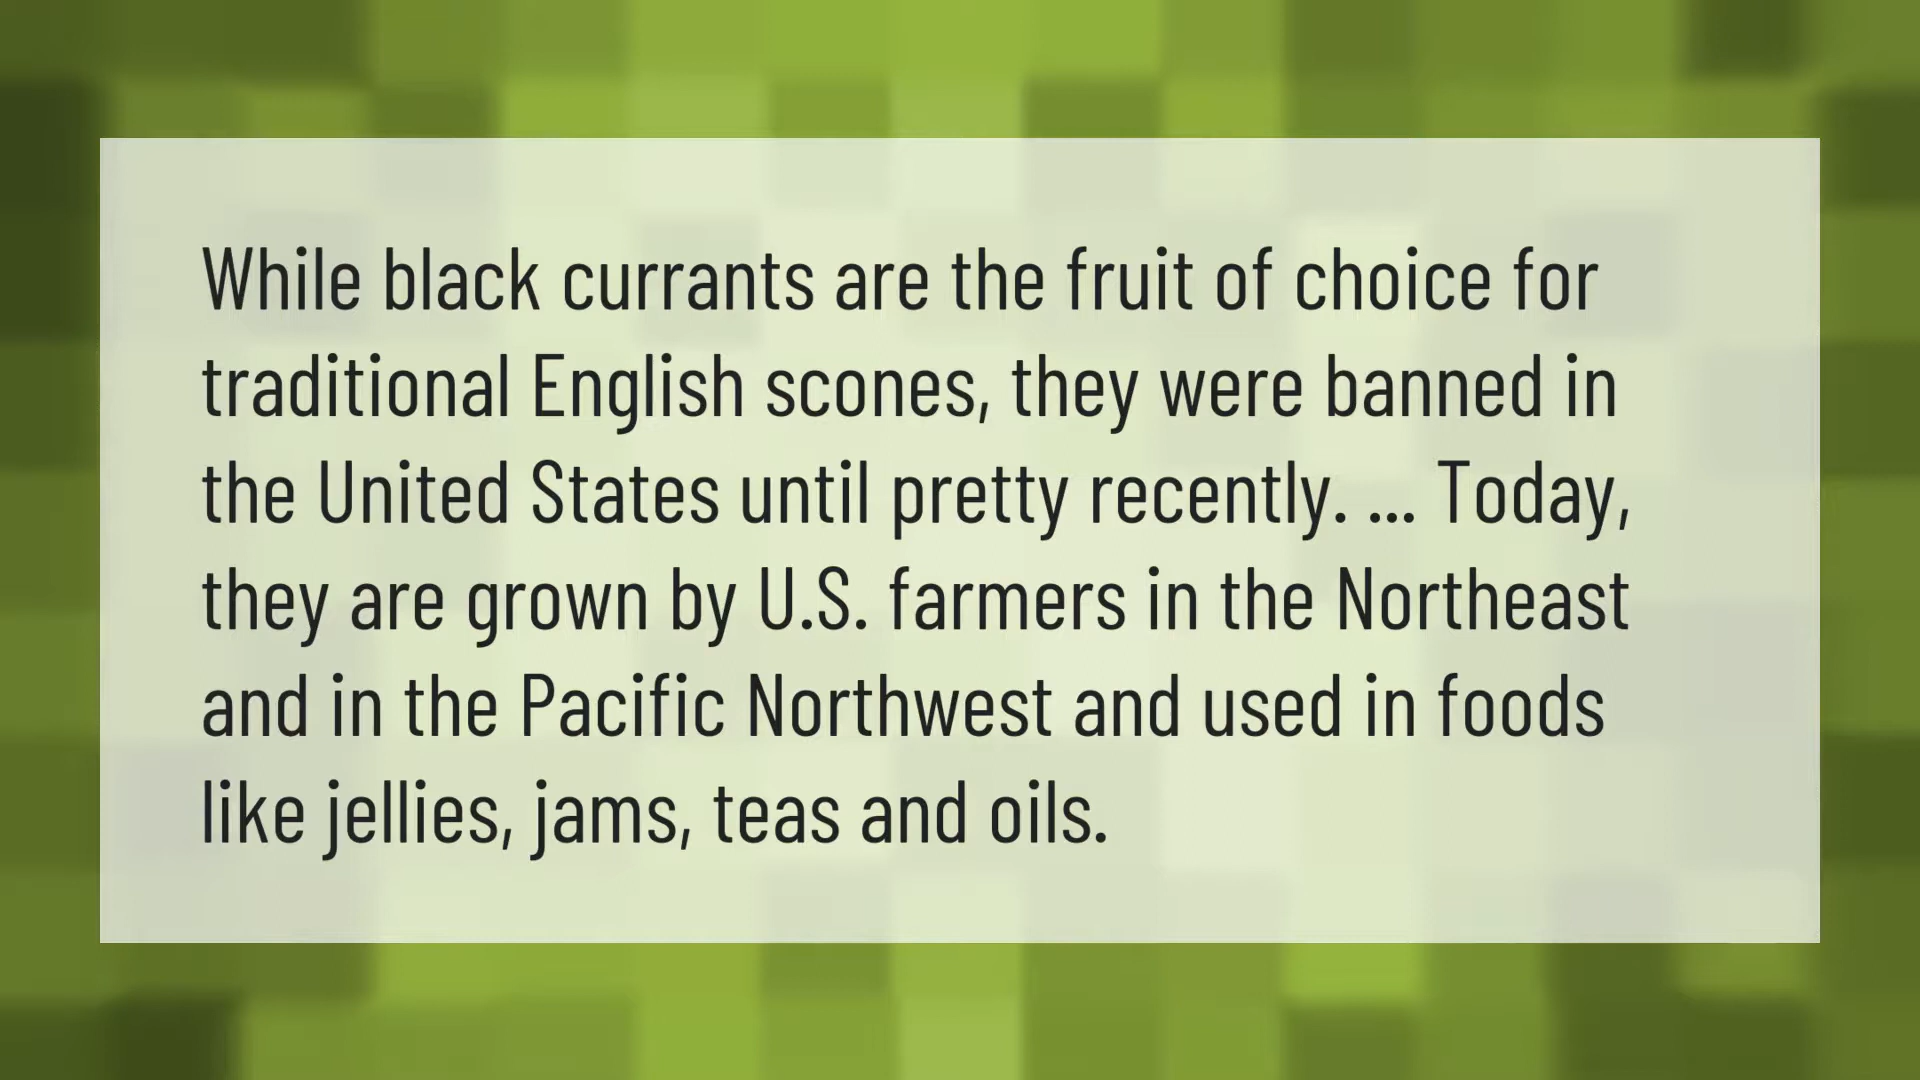 While black currants are the fruit of choice for
traditional English scones, they were banned in
the United States until pretty recently. ... Today,
they are grown by U.S. farmers in the Northeast
and in the Pacific Northwest and used in foods
like jellies, jams, teas and oils.